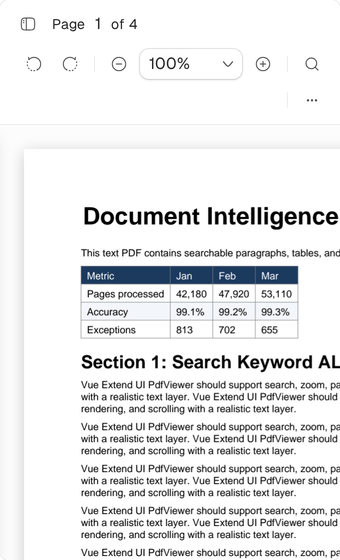 Page 1 of 4
100%
...
Document Intelligence
This text PDF contains searchable paragraphs, tables, and
Metric Jan Feb Mar
Pages processed 42,180 47,920 53,110
Accuracy 99.1% 99.2% 99.3%
Exceptions 813 702 655
Section 1: Search Keyword AL
Vue Extend UI PdfViewer should support search, zoom, pa
with a realistic text layer. Vue Extend UI PdfViewer should
rendering, and scrolling with a realistic text layer.
Vue Extend UI PdfViewer should support search, zoom, pa
with a realistic text layer. Vue Extend UI PdfViewer should
rendering, and scrolling with a realistic text layer.
Vue Extend UI PdfViewer should support search, zoom, pa
with a realistic text layer. Vue Extend UI PdfViewer should
rendering, and scrolling with a realistic text layer.
Vue Extend UI PdfViewer should support search, zoom, pa
with a realistic text layer. Vue Extend UI PdfViewer should
rendering, and scrolling with a realistic text layer.
Vue Extend UI PdfViewer should support search, zoom, pa